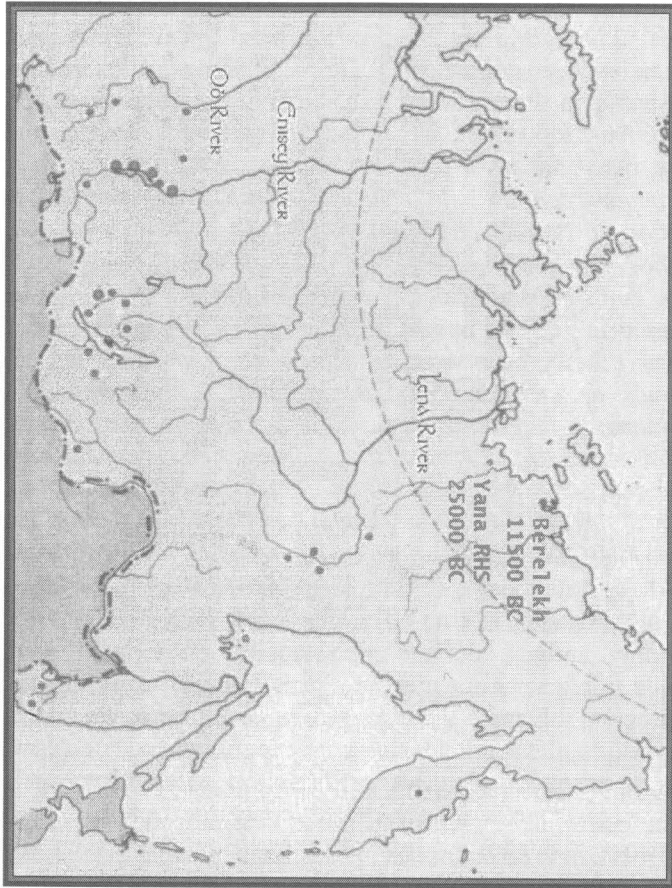 Ob River
Enisey River
Lena River
Berelekh
11500 BC
Yana RHS
25000 BC